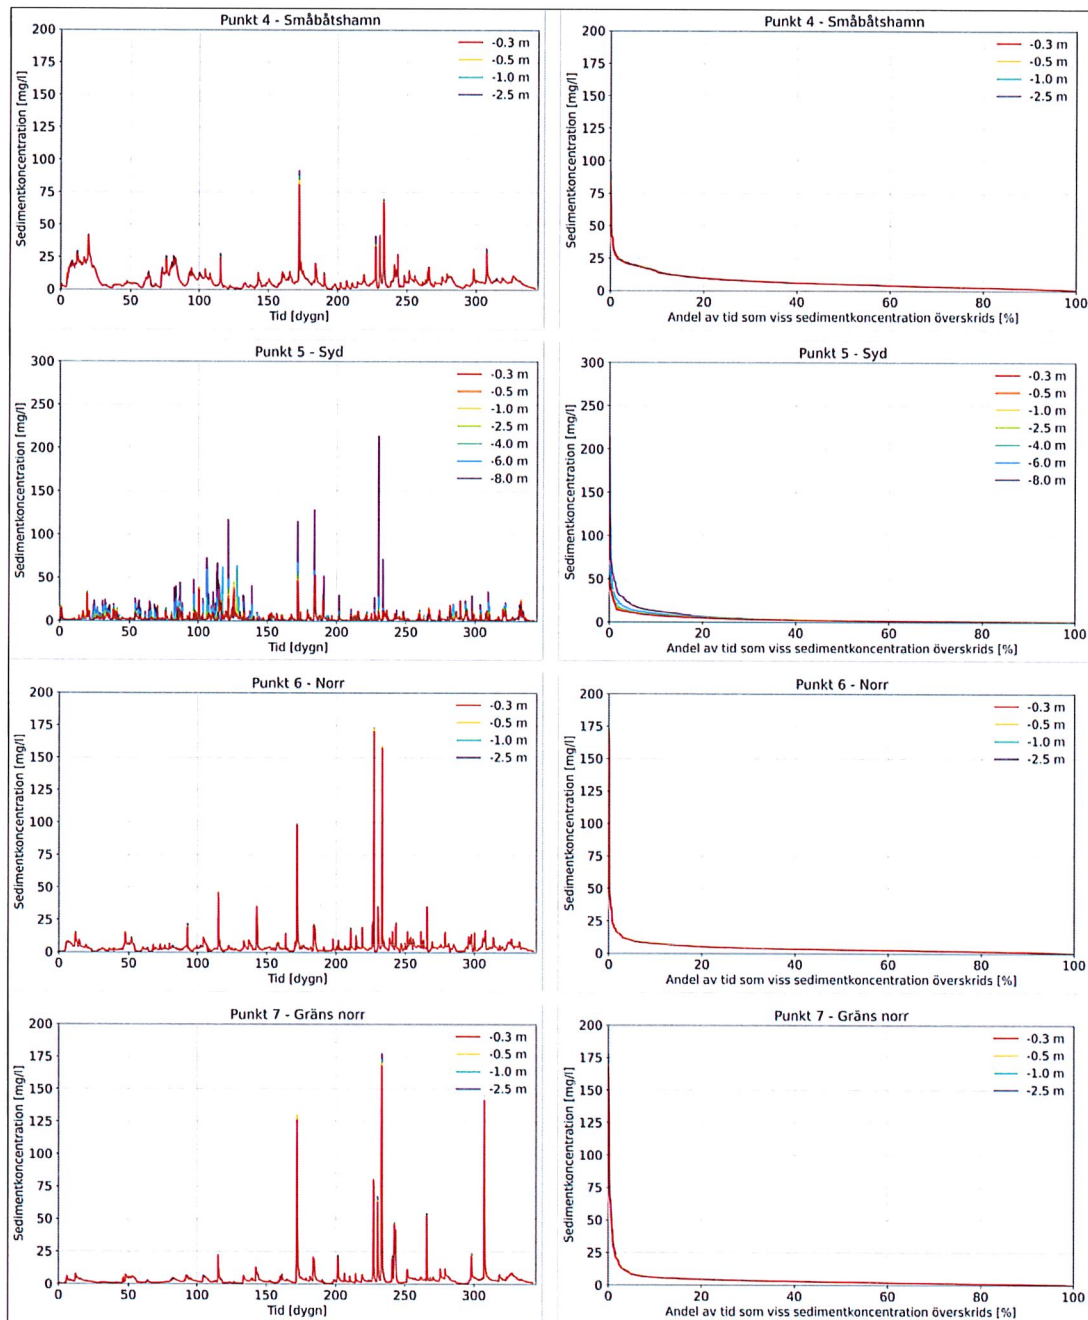 Punkt 4 - Småbåtshamn
Sedimentkoncentration [mg/l]
200
175
150
125
100
75
50
25
0
-0.3 m
-0.5 m
-1.0 m
-2.5 m
0 50 100 150 200 250 300
Tid [dygn]
Punkt 4 - Småbåtshamn
Sedimentkoncentration [mg/l]
200
175
150
125
100
75
50
25
0
-0.3 m
-0.5 m
-1.0 m
-2.5 m
0 20 40 60 80 100
Andel av tid som viss sedimentkoncentration överskrids [%]
Punkt 5 - Syd
Sedimentkoncentration [mg/l]
300
250
200
150
100
50
0
-0.3 m
-0.5 m
-1.0 m
-2.5 m
-4.0 m
-6.0 m
-8.0 m
0 50 100 150 200 250 300
Tid [dygn]
Punkt 5 - Syd
Sedimentkoncentration [mg/l]
300
250
200
150
100
50
0
-0.3 m
-0.5 m
-1.0 m
-2.5 m
-4.0 m
-6.0 m
-8.0 m
0 20 40 60 80 100
Andel av tid som viss sedimentkoncentration överskrids [%]
Punkt 6 - Norr
Sedimentkoncentration [mg/l]
200
175
150
125
100
75
50
25
0
-0.3 m
-0.5 m
-1.0 m
-2.5 m
0 50 100 150 200 250 300
Tid [dygn]
Punkt 6 - Norr
Sedimentkoncentration [mg/l]
200
175
150
125
100
75
50
25
0
-0.3 m
-0.5 m
-1.0 m
-2.5 m
0 20 40 60 80 100
Andel av tid som viss sedimentkoncentration överskrids [%]
Punkt 7 - Gräns norr
Sedimentkoncentration [mg/l]
200
175
150
125
100
75
50
25
0
-0.3 m
-0.5 m
-1.0 m
-2.5 m
0 50 100 150 200 250 300
Tid [dygn]
Punkt 7 - Gräns norr
Sedimentkoncentration [mg/l]
200
175
150
125
100
75
50
25
0
-0.3 m
-0.5 m
-1.0 m
-2.5 m
0 20 40 60 80 100
Andel av tid som viss sedimentkoncentration överskrids [%]